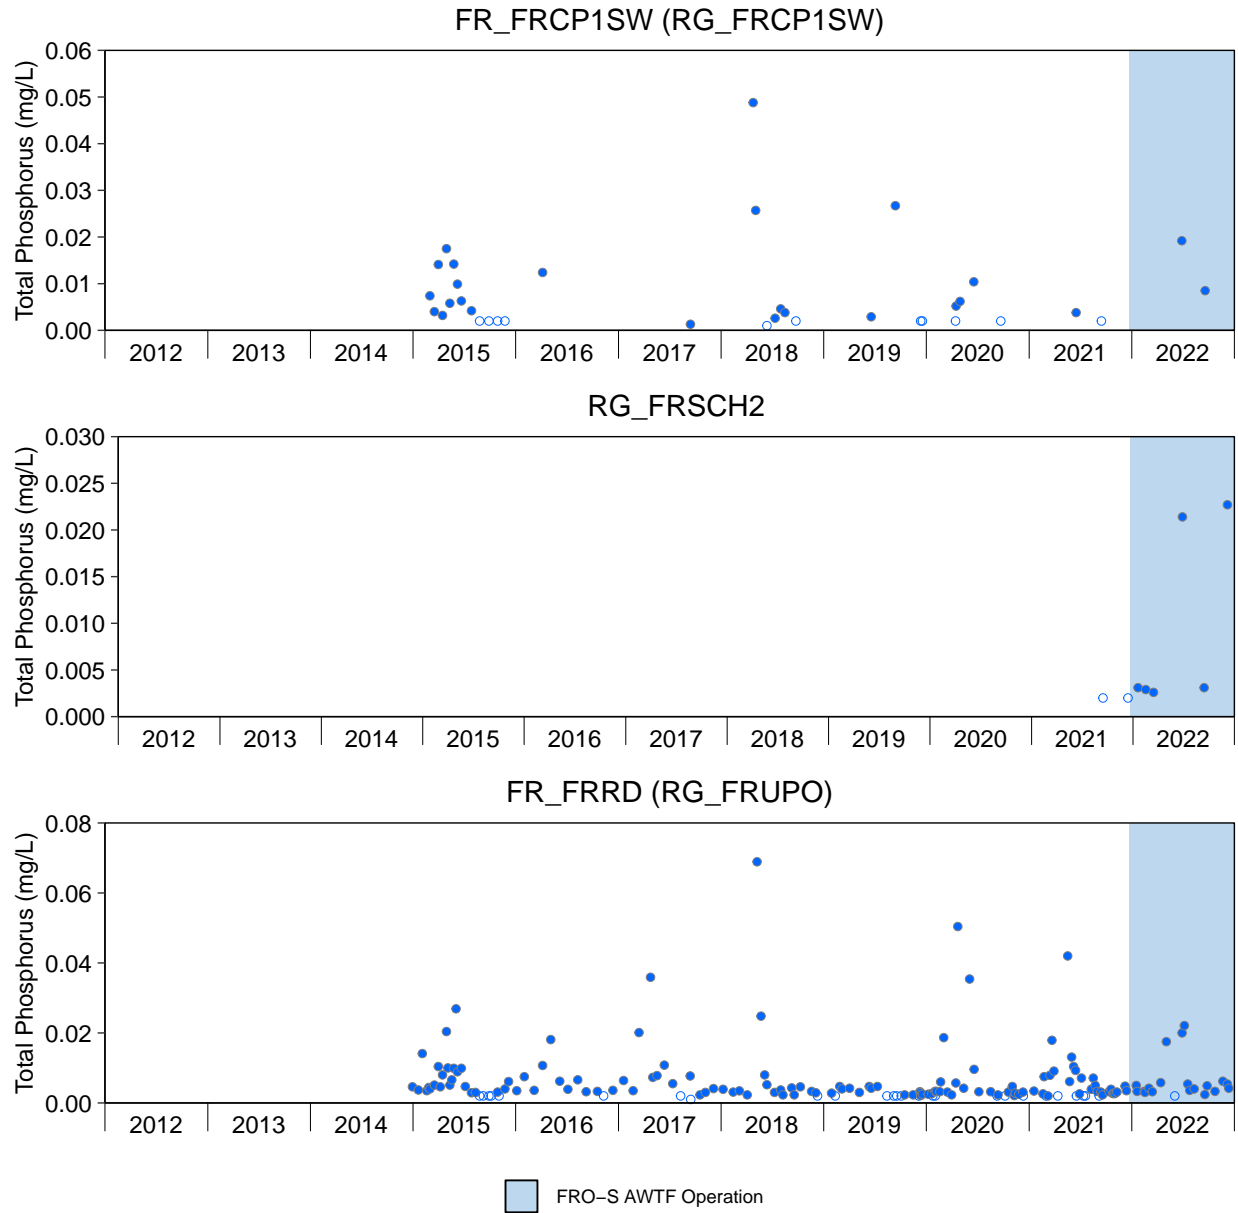 FR_FRCP1SW (RG_FRCP1SW)
Total Phosphorus (mg/L)
0.06
0.05
0.04
0.03
0.02
0.01
0.00
2012 2013 2014 2015 2016 2017 2018 2019 2020 2021 2022
RG_FRSCH2
Total Phosphorus (mg/L)
0.030
0.025
0.020
0.015
0.010
0.005
0.000
2012 2013 2014 2015 2016 2017 2018 2019 2020 2021 2022
FR_FRRD (RG_FRUPO)
Total Phosphorus (mg/L)
0.08
0.06
0.04
0.02
0.00
2012 2013 2014 2015 2016 2017 2018 2019 2020 2021 2022
FRO−S AWTF Operation